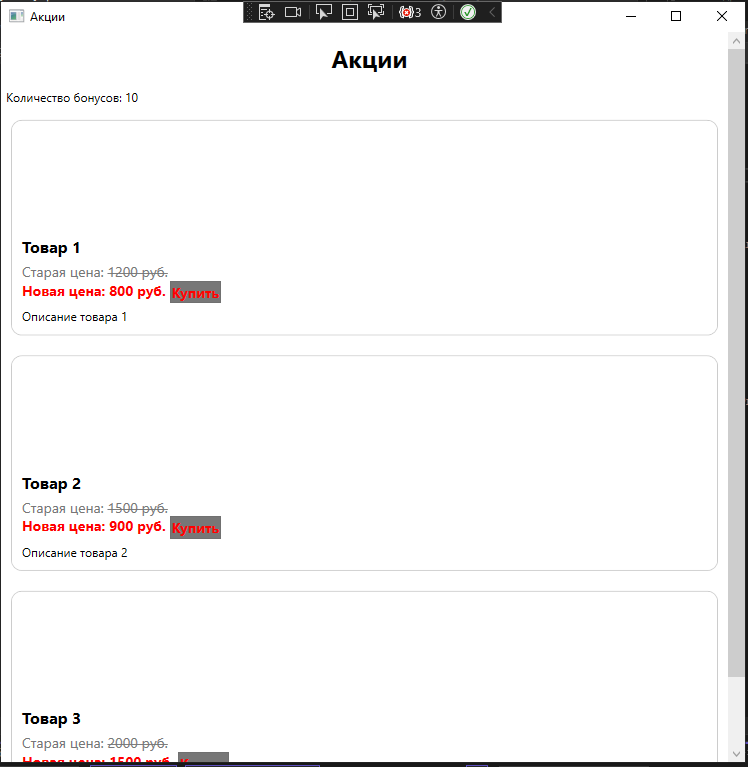 Акции
3
Акции
Количество бонусов: 10
Товар 1
Старая цена: 1200 руб.
Новая цена: 800 руб. Купить
Описание товара 1
Товар 2
Старая цена: 1500 руб.
Новая цена: 900 руб. Купить
Описание товара 2
Товар 3
Старая цена: 2000 руб.
Новая цена: 1500 руб.